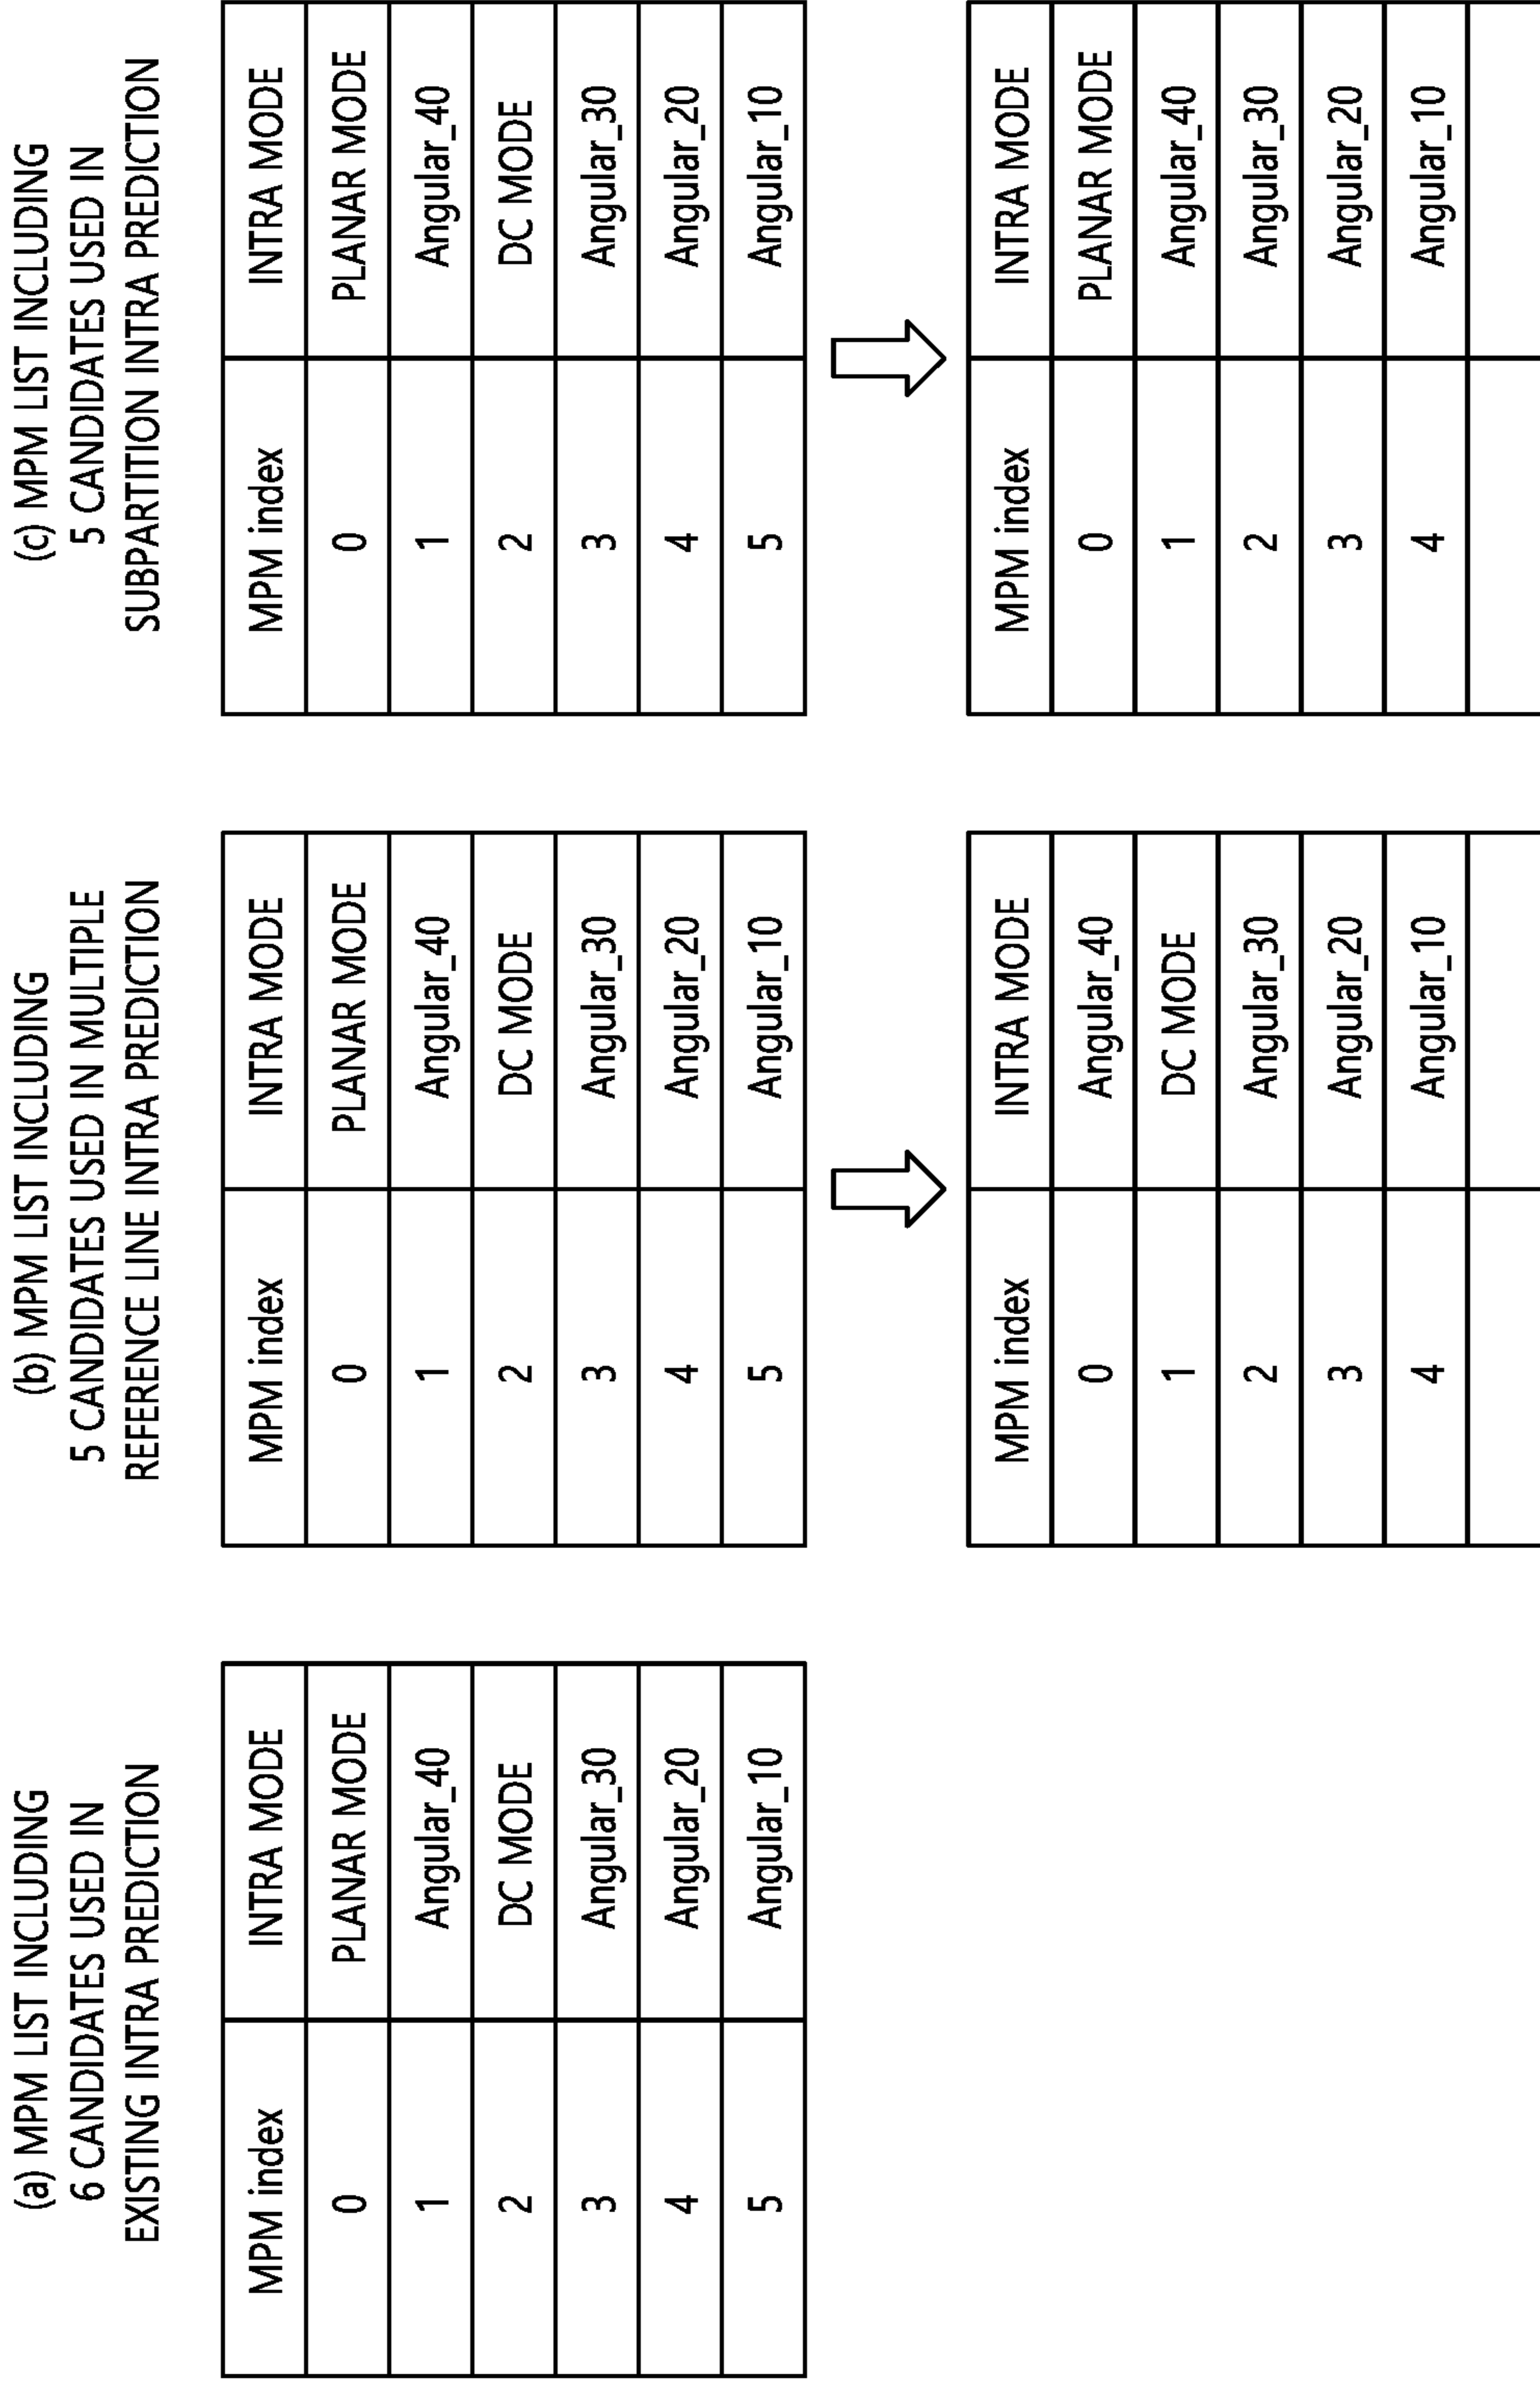 (a) MPM LIST INCLUDING
6 CANDIDATES USED IN
EXISTING INTRA PREDICTION
MPM index INTRA MODE
0 PLANAR MODE
1 Angular_40
2 DC MODE
3 Angular_30
4 Angular_20
5 Angular_10
(b) MPM LIST INCLUDING
5 CANDIDATES USED IN MULTIPLE
REFERENCE LINE INTRA PREDICTION
MPM index INTRA MODE
0 PLANAR MODE
1 Angular_40
2 DC MODE
3 Angular_30
4 Angular_20
5 Angular_10
MPM index INTRA MODE
0 Angular_40
1 DC MODE
2 Angular_30
3 Angular_20
4 Angular_10
(c) MPM LIST INCLUDING
5 CANDIDATES USED IN
SUBPARTITION INTRA PREDICTION
MPM index INTRA MODE
0 PLANAR MODE
1 Angular_40
2 DC MODE
3 Angular_30
4 Angular_20
5 Angular_10
MPM index INTRA MODE
0 PLANAR MODE
1 Angular_40
2 Angular_30
3 Angular_20
4 Angular_10